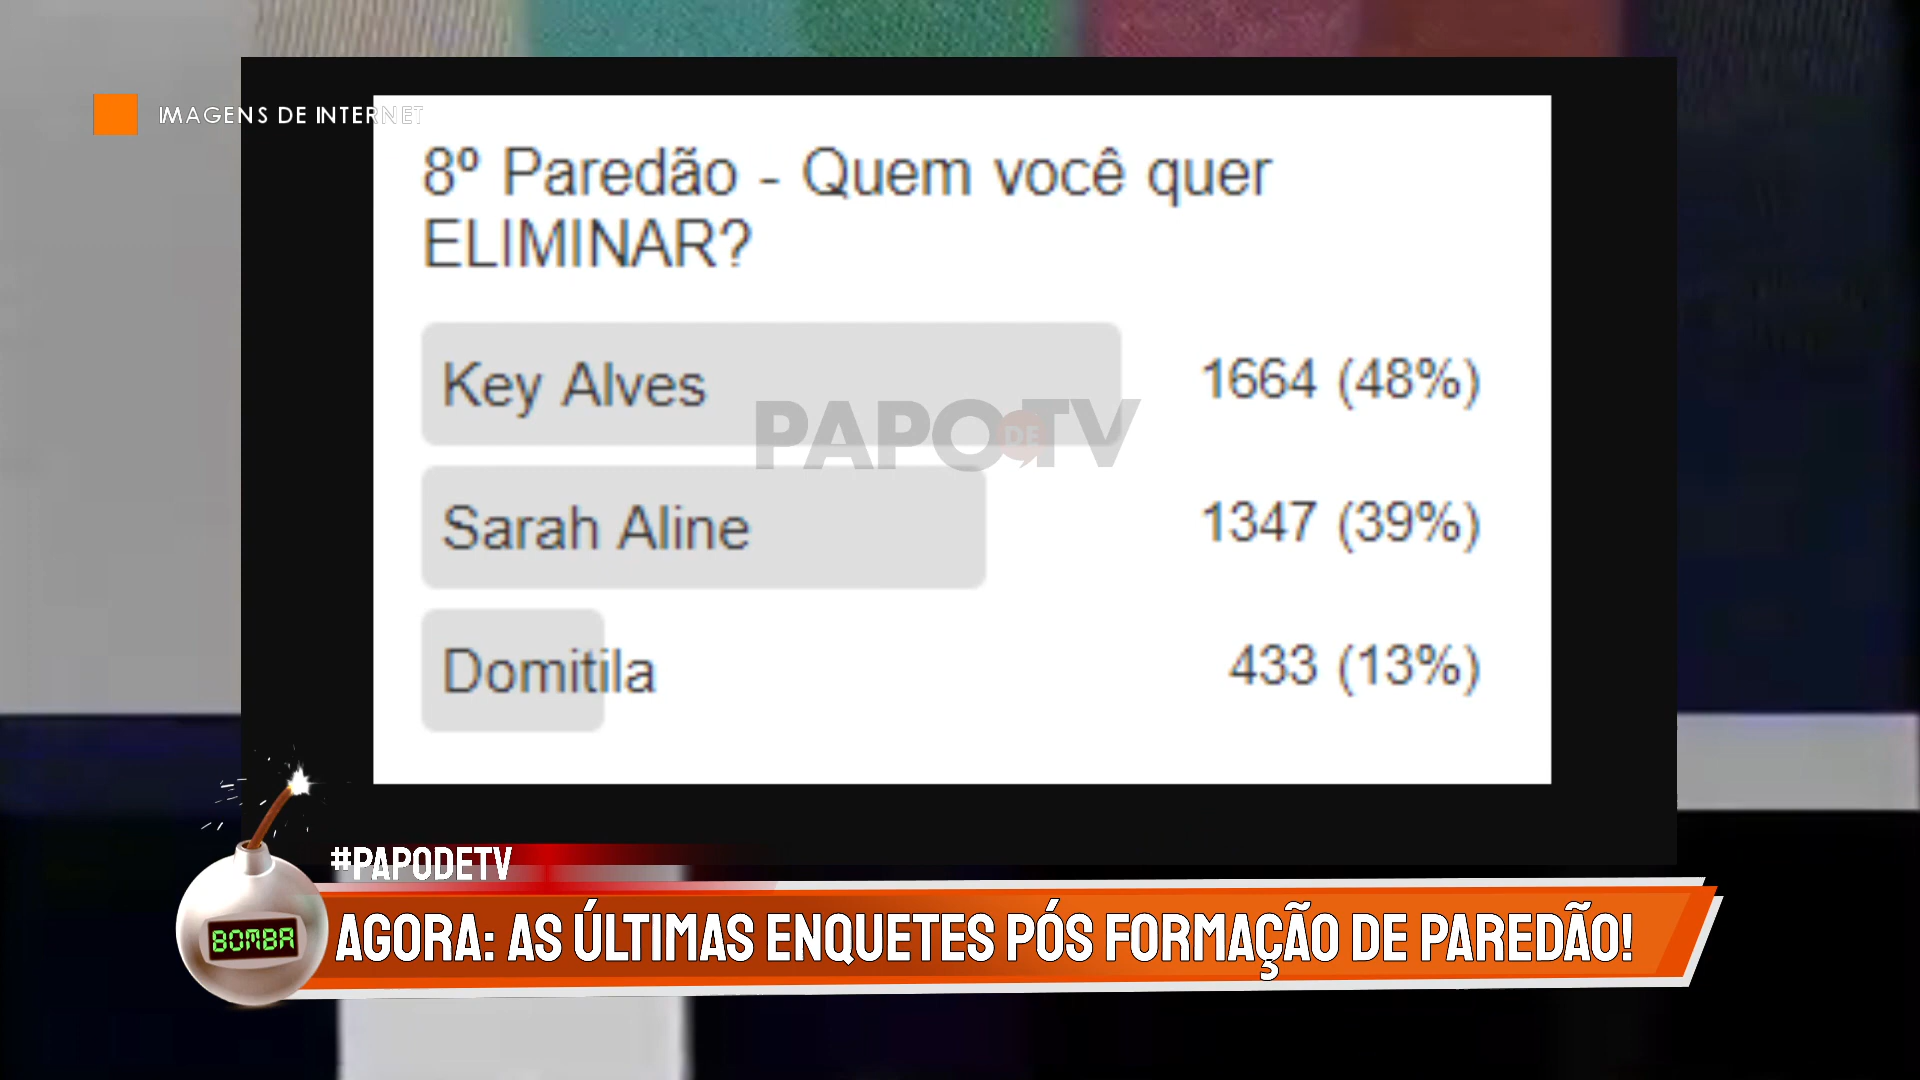 IMAGENS DE INTERNET
8º Paredão - Quem você quer
ELIMINAR?
Key Alves 1664 (48%)
PAPO DE TV
Sarah Aline 1347 (39%)
Domitila 433 (13%)
#PAPODETV
BOMBA
AGORA: AS ÚLTIMAS ENQUETES PÓS FORMAÇÃO DE PAREDÃO!